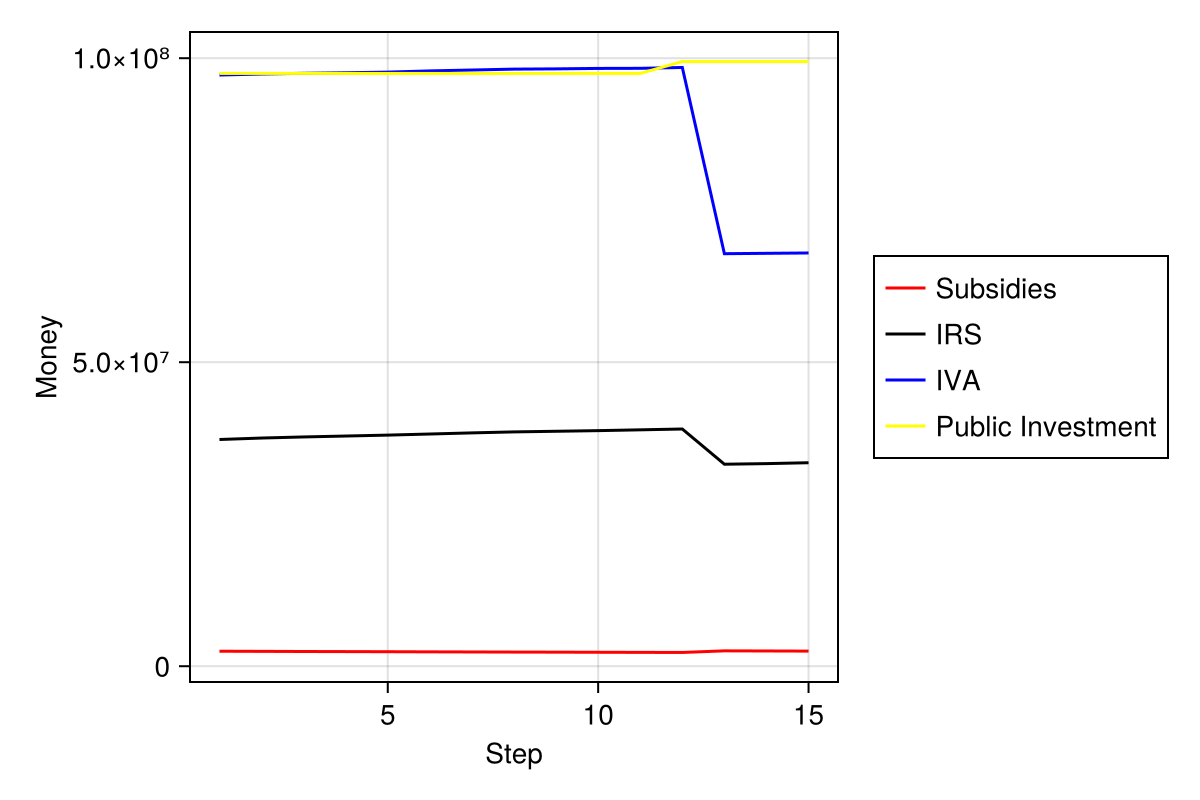 1.0×10⁸
5.0×10⁷
0
Money
5
10
15
Step
Subsidies
IRS
IVA
Public Investment